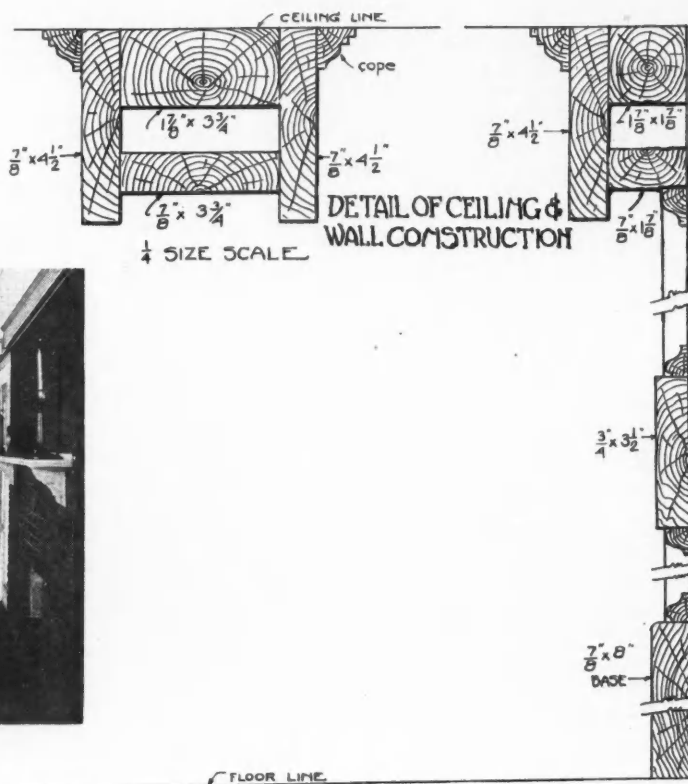 CEILING LINE
cope
1 7/8" x 3 3/4"
7/8" x 4 1/2"
7/8" x 4 1/2"
7/8" x 3 3/4"
1/4 SIZE SCALE
DETAIL OF CEILING &
WALL CONSTRUCTION
7/8" x 4 1/2"
1 7/8" x 1 7/8"
7/8" x 1 7/8"
3/4" x 3 1/2"
7/8" x 8"
BASE
FLOOR LINE